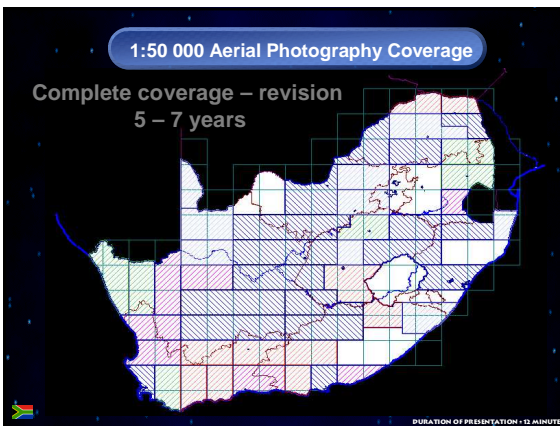 1:50 000 Aerial Photography Coverage
Complete coverage – revision
5 – 7 years
DURATION OF PRESENTATION • 12 MINUTE